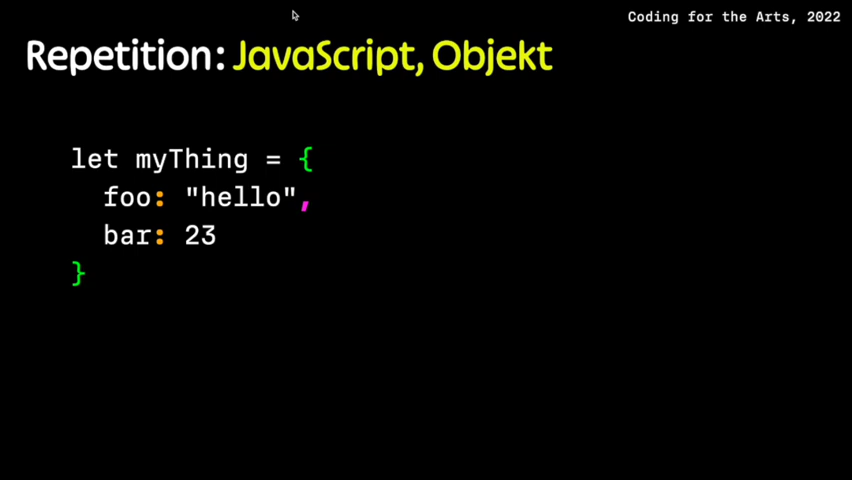 Coding for the Arts, 2022
Repetition: JavaScript, Objekt
let myThing = {
  foo: "hello",
  bar: 23
}